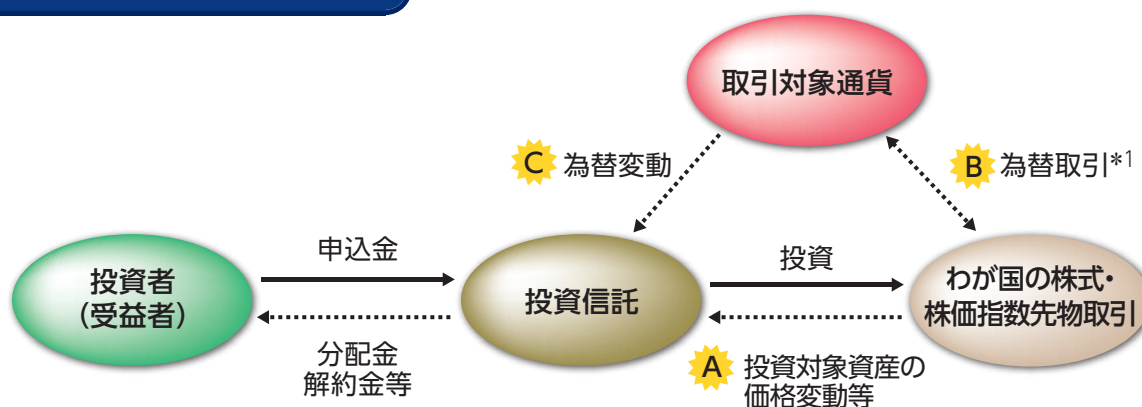 取引対象通貨
C 為替変動
B 為替取引*1
投資者
(受益者)
申込金
投資信託
投資
わが国の株式・
株価指数先物取引
分配金
解約金等
A 投資対象資産の
価格変動等